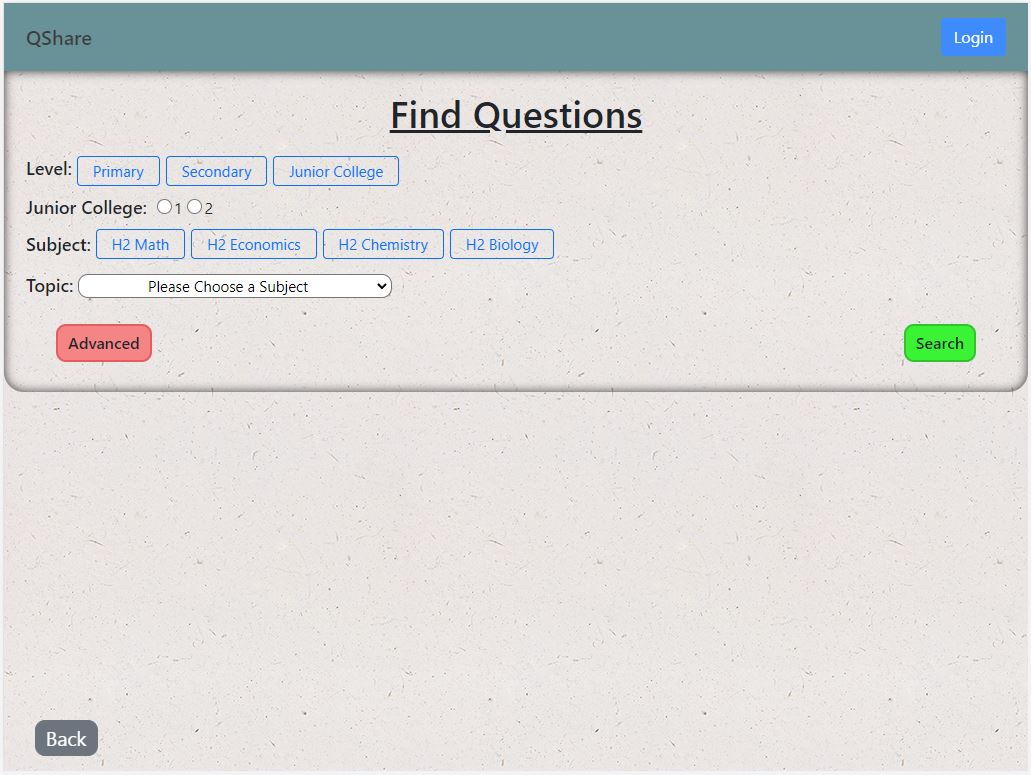 QShare Login
Find Questions
Level: Primary Secondary Junior College
Junior College: 1 2
Subject: H2 Math H2 Economics H2 Chemistry H2 Biology
Topic: Please Choose a Subject
Advanced Search
Back